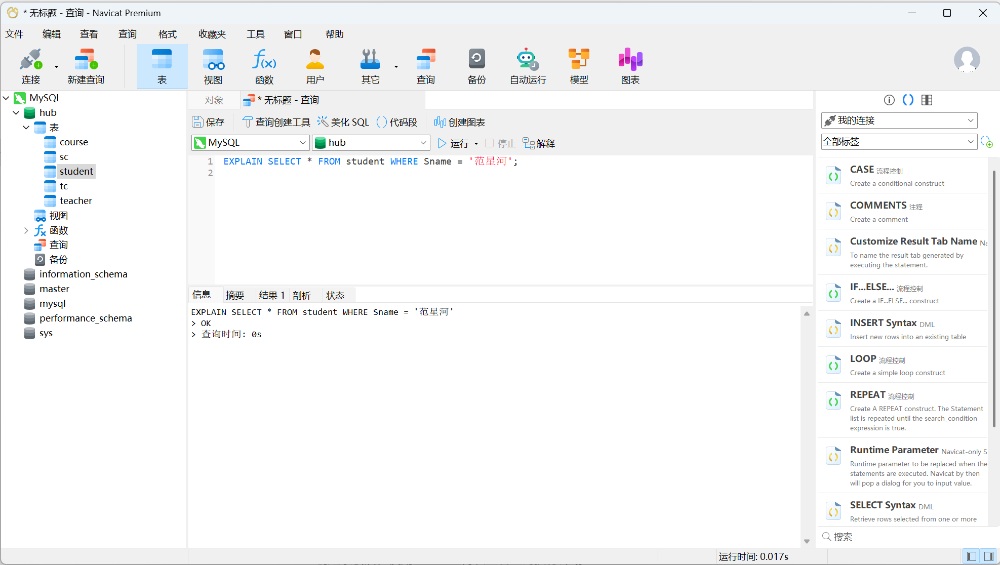 * 无标题 - 查询 - Navicat Premium
文件 编辑 查看 查询 格式 收藏夹 工具 窗口 帮助
连接 新建查询 表 视图 函数 用户 其它 查询 备份 自动运行 模型 图表
MySQL
hub
表
course
sc
student
tc
teacher
视图
函数
查询
备份
information_schema
master
mysql
performance_schema
sys
对象 * 无标题 - 查询
保存 查询创建工具 美化 SQL 代码段 创建图表
MySQL hub 运行 停止 解释
1 EXPLAIN SELECT * FROM student WHERE Sname = '范星河';
2
信息 摘要 结果 1 剖析 状态
EXPLAIN SELECT * FROM student WHERE Sname = '范星河'
> OK
> 查询时间: 0s
我的连接
全部标签
CASE 流程控制
Create a conditional construct
COMMENTS 注释
Create a comment
Customize Result Tab Name Na
To name the result tab generated by
executing the statement.
IF...ELSE... 流程控制
Create a IF...ELSE... construct
INSERT Syntax DML
Insert new rows into an existing table
LOOP 流程控制
Create a simple loop construct
REPEAT 流程控制
Create A REPEAT construct. The Statement
list is repeated until the search_condition
expression is true.
Runtime Parameter Navicat-only S
Runtime parameter to be replaced when the
statements are executed. Navicat by then
will pop a dialog for you to input value.
SELECT Syntax DML
Retrieve rows selected from one or more
搜索
运行时间: 0.017s